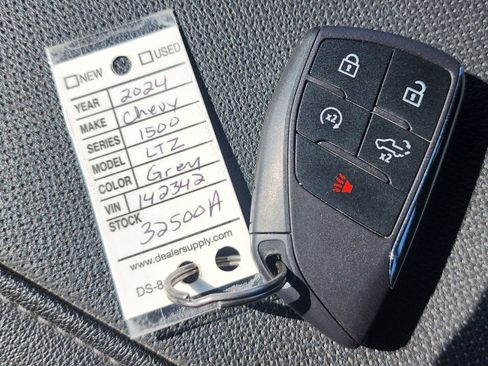 NEW USED
YEAR 2024
MAKE Chevy
SERIES 1500
MODEL LTZ
COLOR Grey
VIN 142342
STOCK 32500A
www.dealersupply.com
DS-8
x2
x2